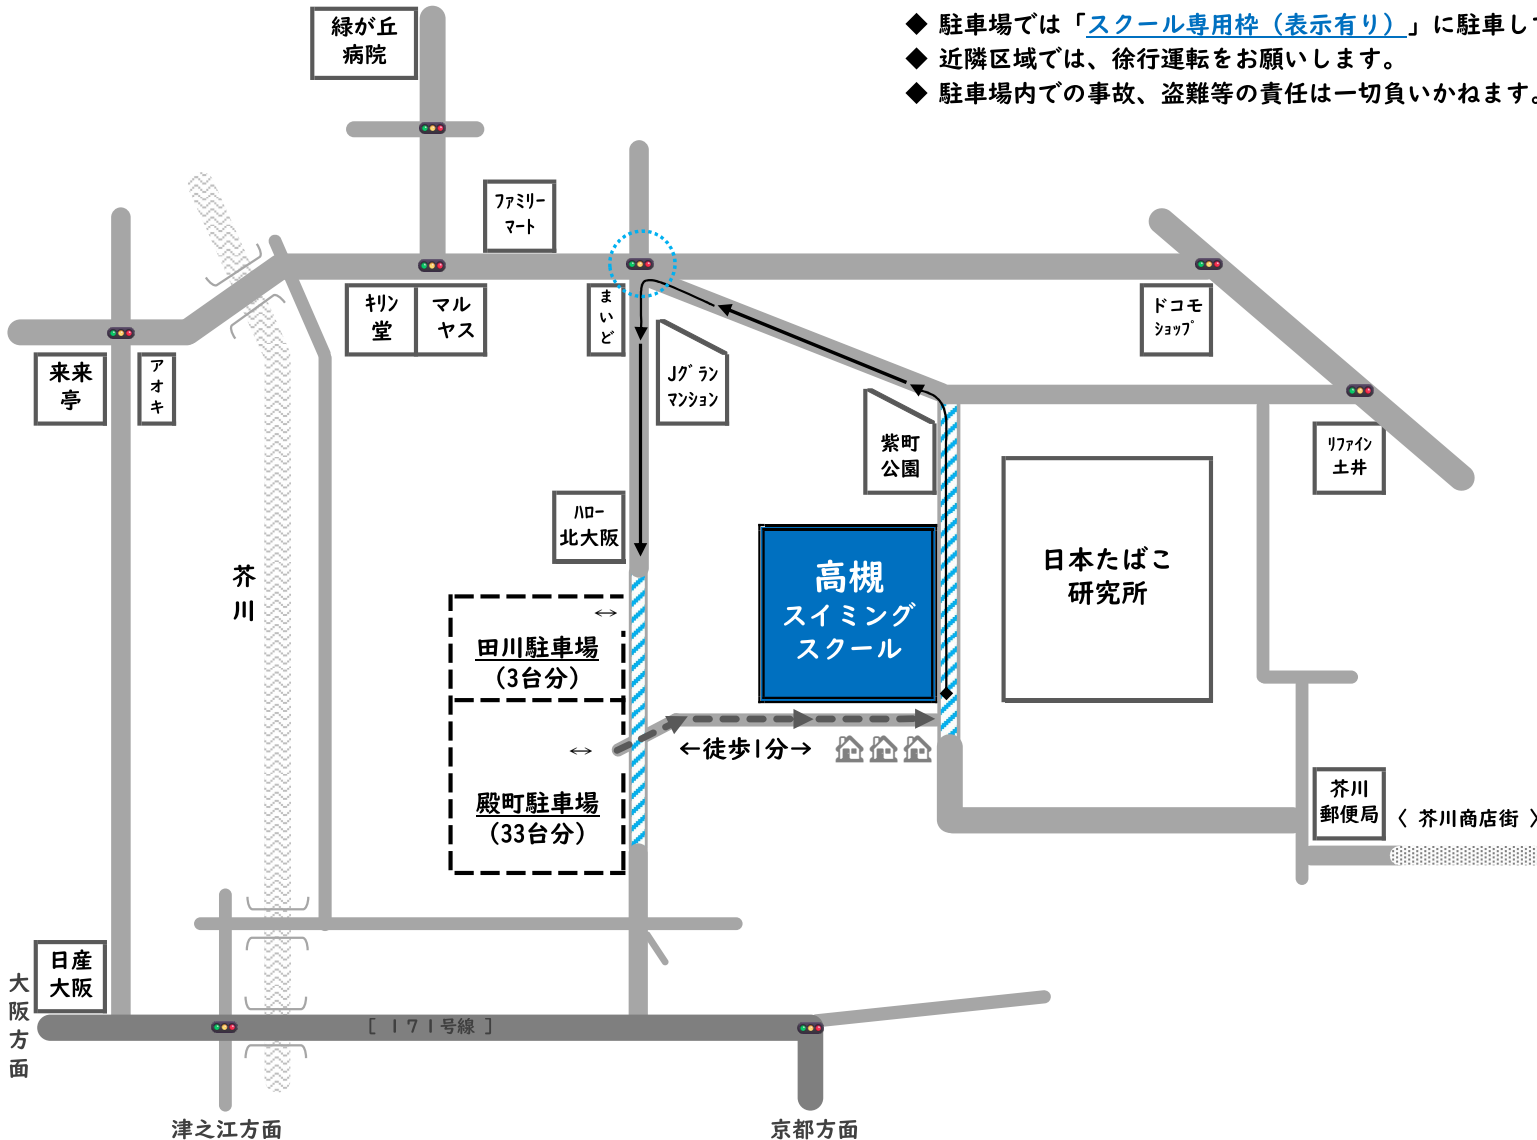 ◆ 駐車場では「スクール専用枠（表示有り）」に駐車して
◆ 近隣区域では、徐行運転をお願いします。
◆ 駐車場内での事故、盗難等の責任は一切負いかねます。
緑が丘
病院
ファミリー
マート
キリン
堂
マル
ヤス
まいど
Jグラン
マンション
ドコモ
ショップ
来来
亭
アオキ
紫町
公園
リファイン
土井
ハロー
北大阪
日本たばこ
研究所
高槻
スイミング
スクール
芥川
田川駐車場
（3台分）
←徒歩1分→
殿町駐車場
（33台分）
芥川
郵便局
〈 芥川商店街 〉
日産
大阪
大阪方面
[ 171号線 ]
津之江方面
京都方面